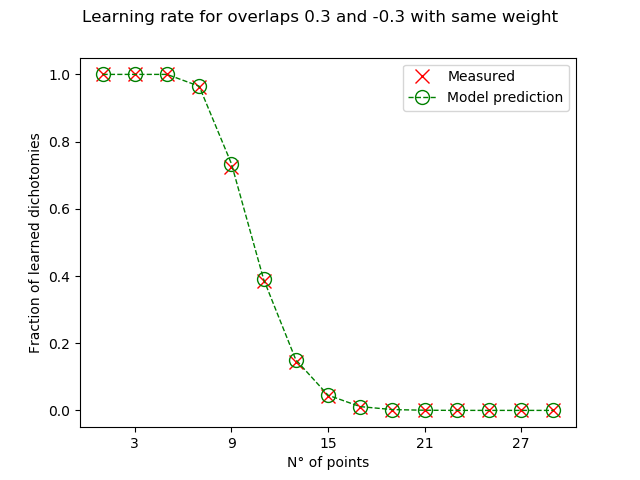 Learning rate for overlaps 0.3 and -0.3 with same weight
Measured
Model prediction
Fraction of learned dichotomies
1.0
0.8
0.6
0.4
0.2
0.0
3 9 15 21 27
N° of points